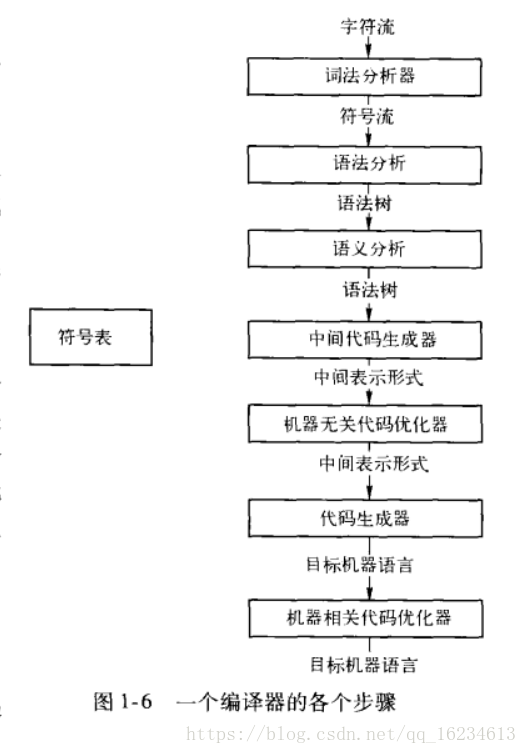 字符流
词法分析器
符号流
语法分析
语法树
语义分析
语法树
符号表
中间代码生成器
中间表示形式
机器无关代码优化器
中间表示形式
代码生成器
目标机器语言
机器相关代码优化器
目标机器语言
图 1-6 一个编译器的各个步骤
https://blog.csdn.net/qq_16234613